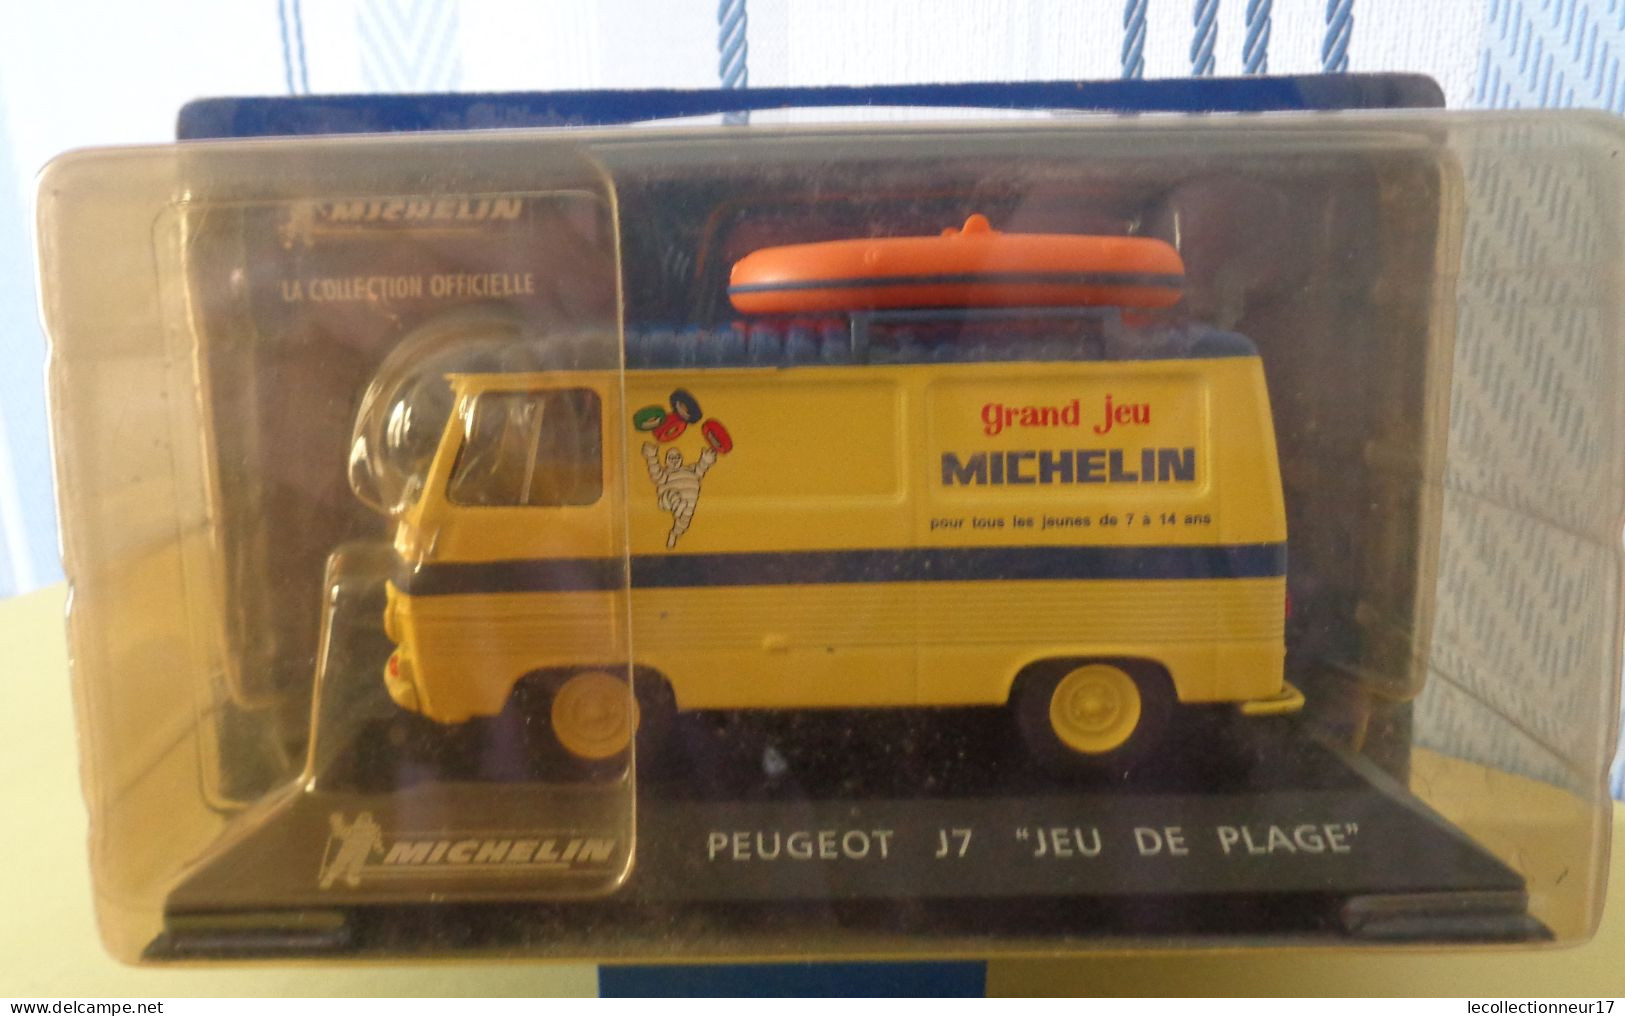 MICHELIN
LA COLLECTION OFFICIELLE
grand jeu
MICHELIN
pour tous les jeunes de 7 à 14 ans
MICHELIN
PEUGEOT J7 "JEU DE PLAGE"
delcampe.net
lecollectionneur17